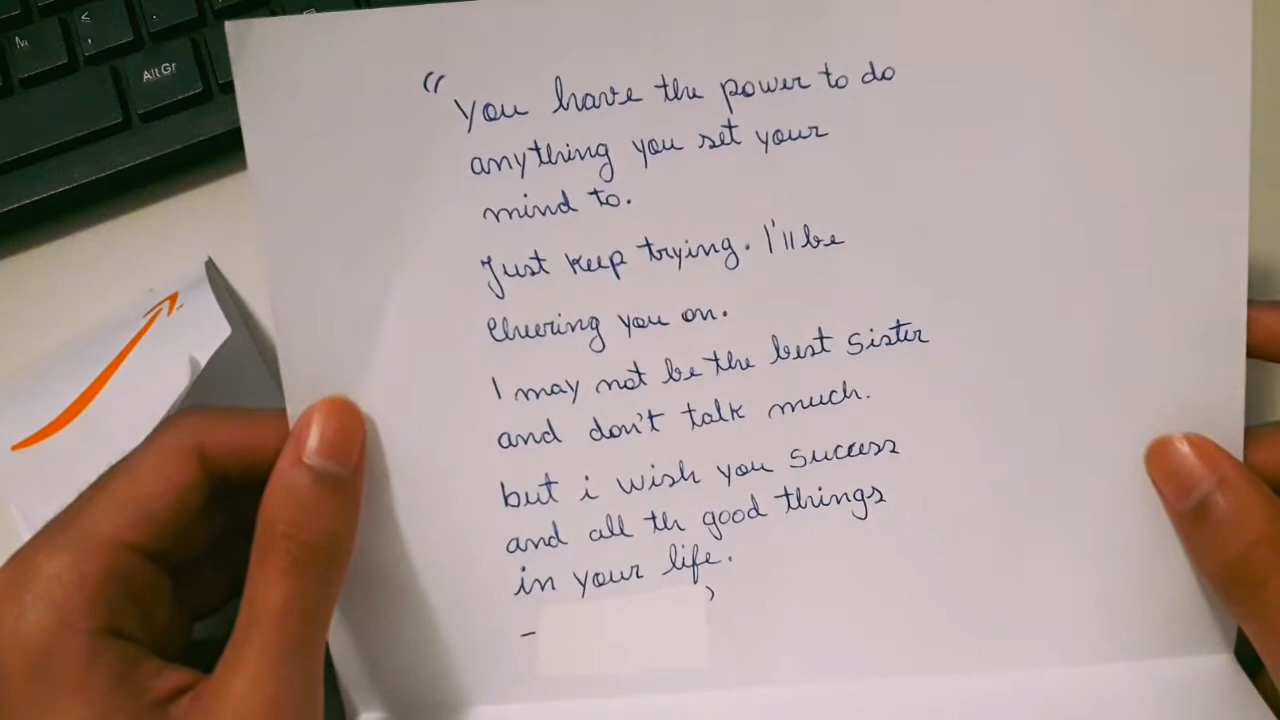 M
<
;
.
:
Alt Gr
“You have the power to do
anything you set your
mind to.
Just keep trying. I'll be
Cheering you on.
I may not be the best sister
and don't talk much.
but i wish you success
and all th good things
in your life.
-